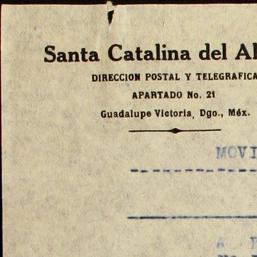 Santa Catalina del Al
DIRECCION POSTAL Y TELEGRAFICA
APARTADO No. 21
Guadalupe Victoria, Dgo., Méx.
MOVI